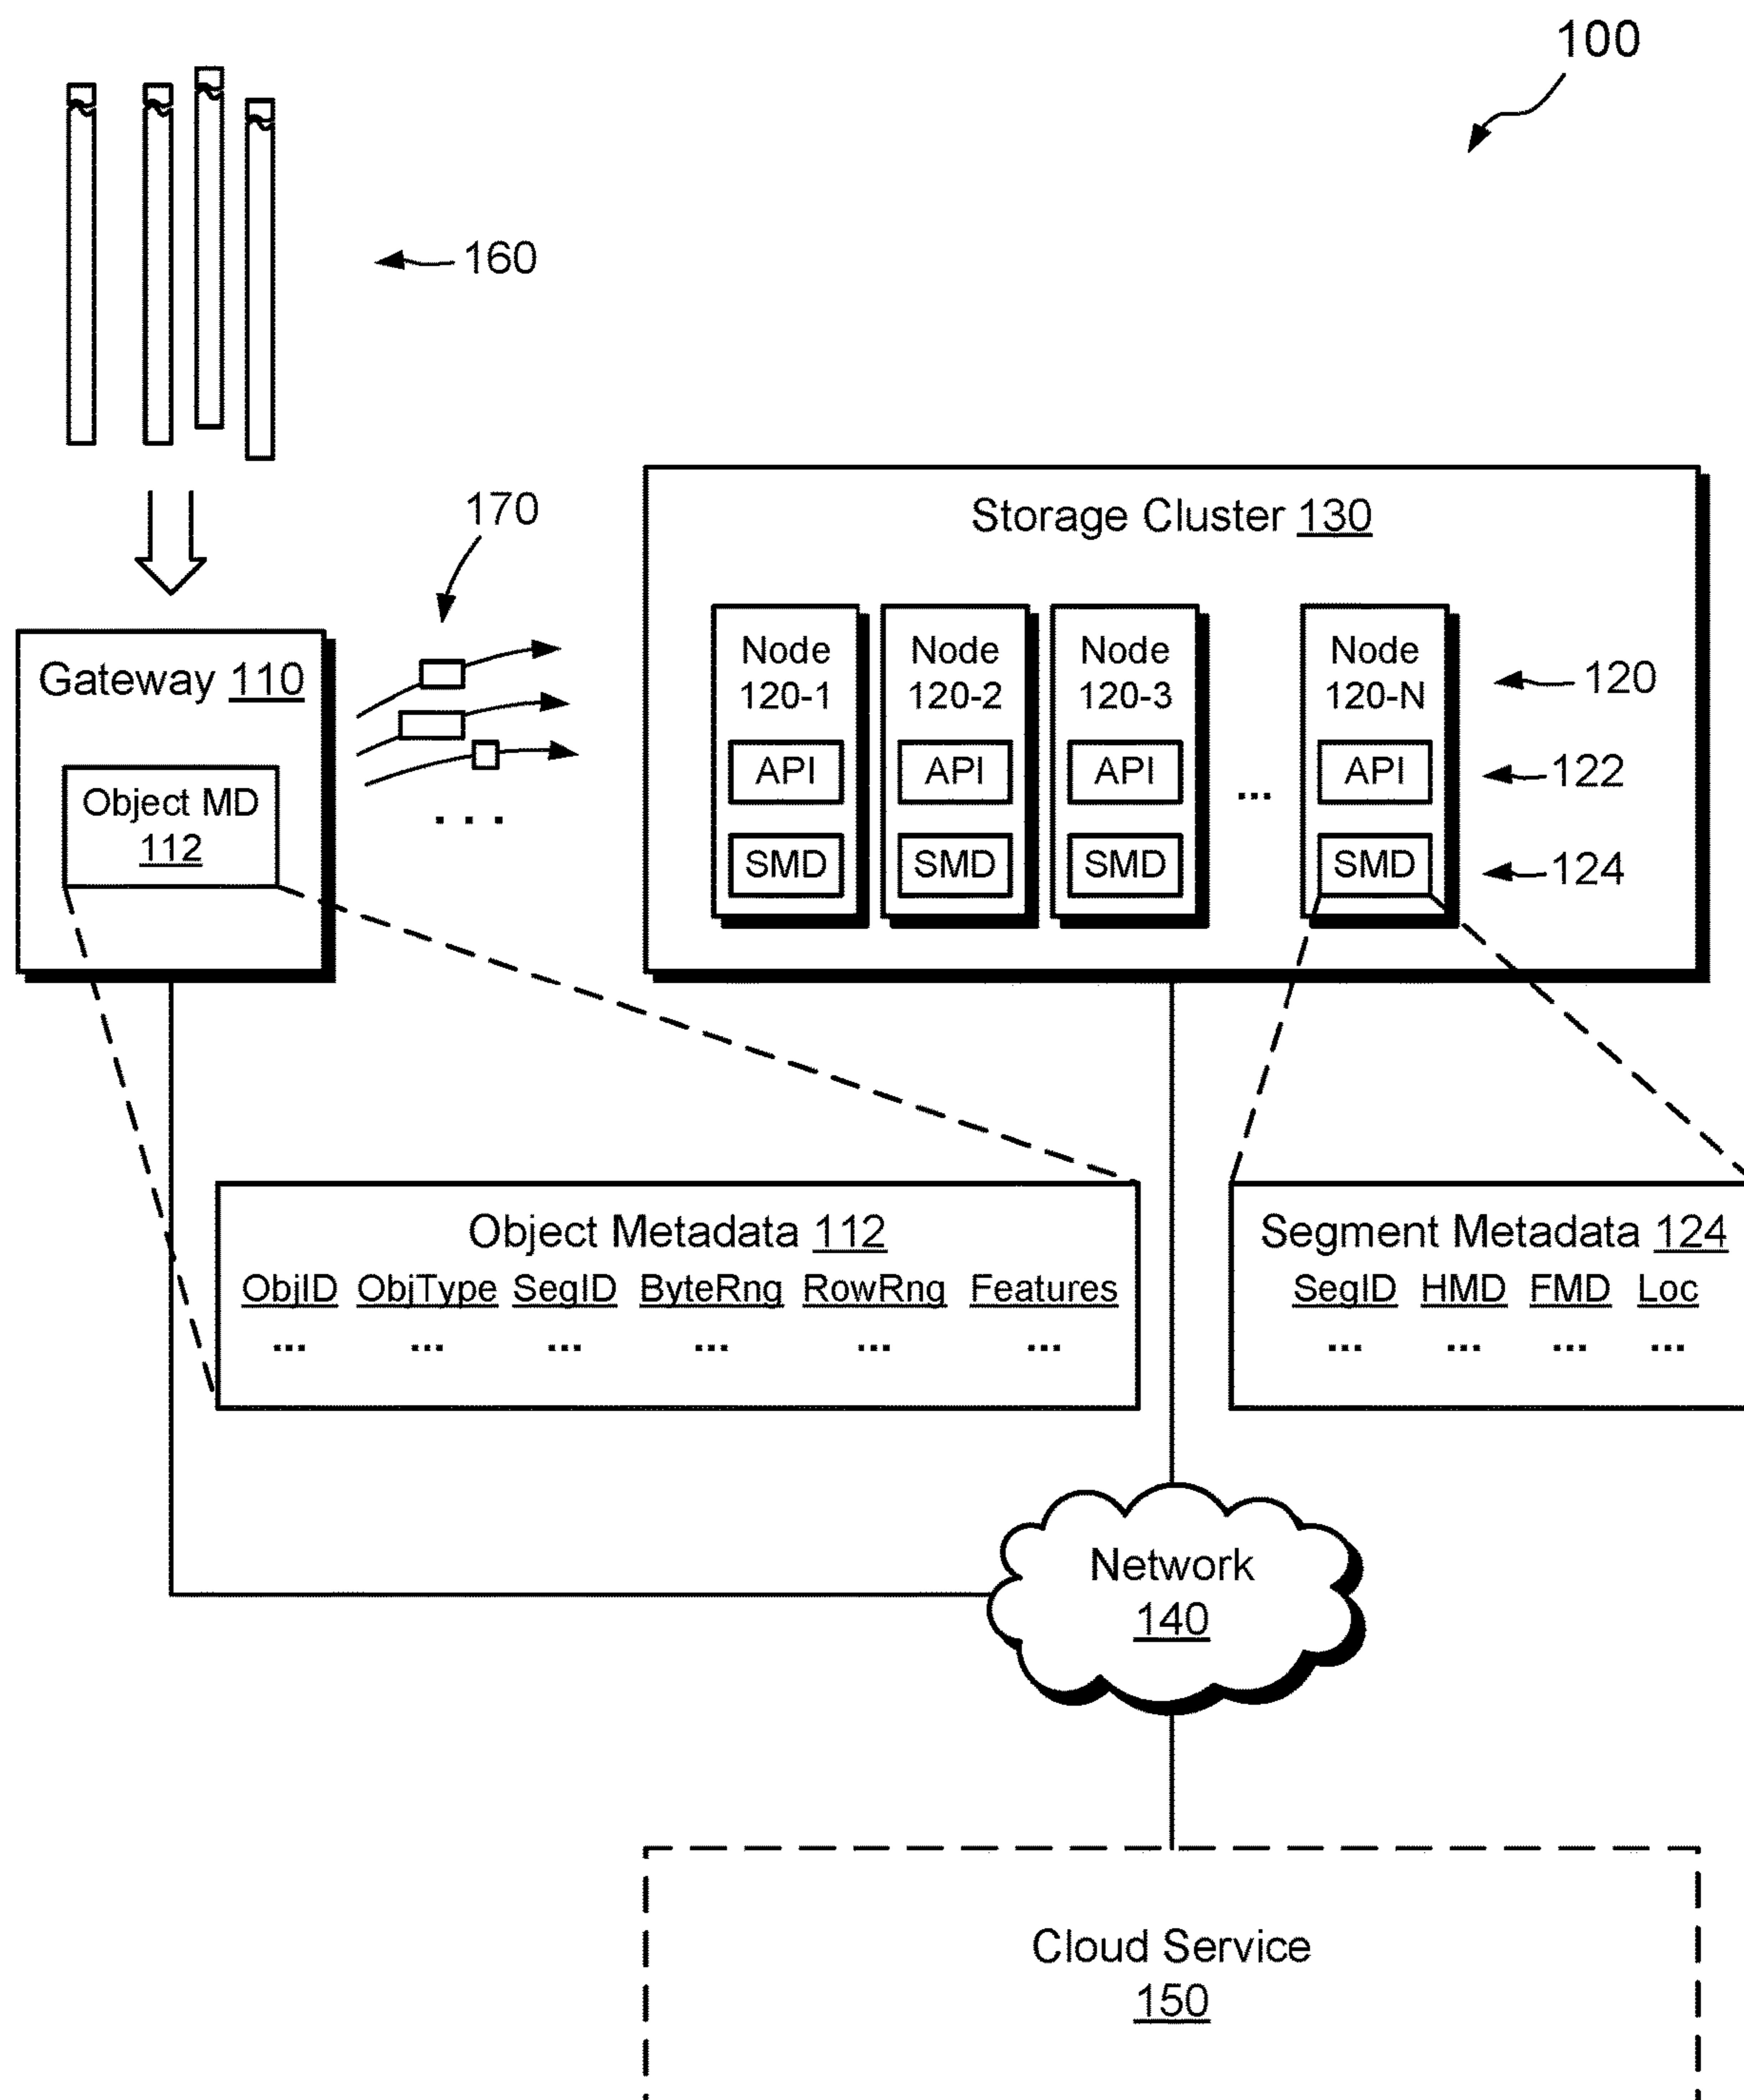 100
160
170
Storage Cluster 130
Gateway 110
Object MD
112
...
Node
120-1
API
SMD
Node
120-2
API
SMD
Node
120-3
API
SMD
...
Node
120-N
API
SMD
120
122
124
Object Metadata 112
ObjID ObjType SegID ByteRng RowRng Features
... ... ... ... ... ...
Segment Metadata 124
SegID HMD FMD Loc
... ... ... ...
Network
140
Cloud Service
150